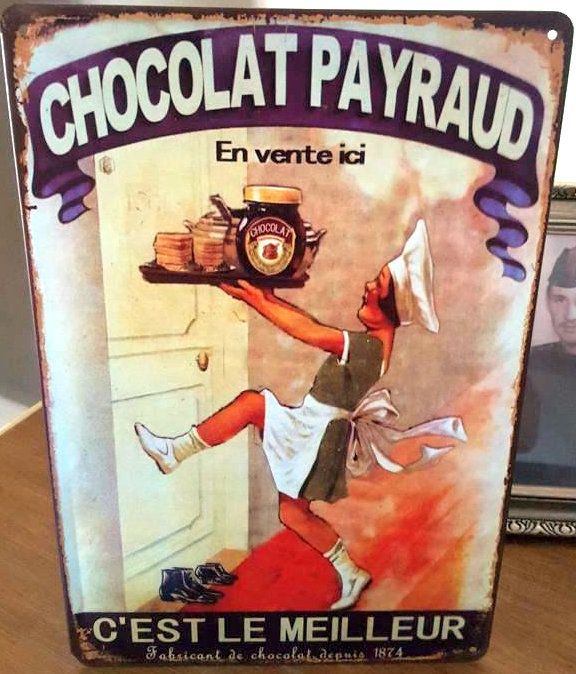 CHOCOLAT PAYRAUD
En vente ici
CHOCOLAT
C'EST LE MEILLEUR
Fabricant de chocolat depuis 1874